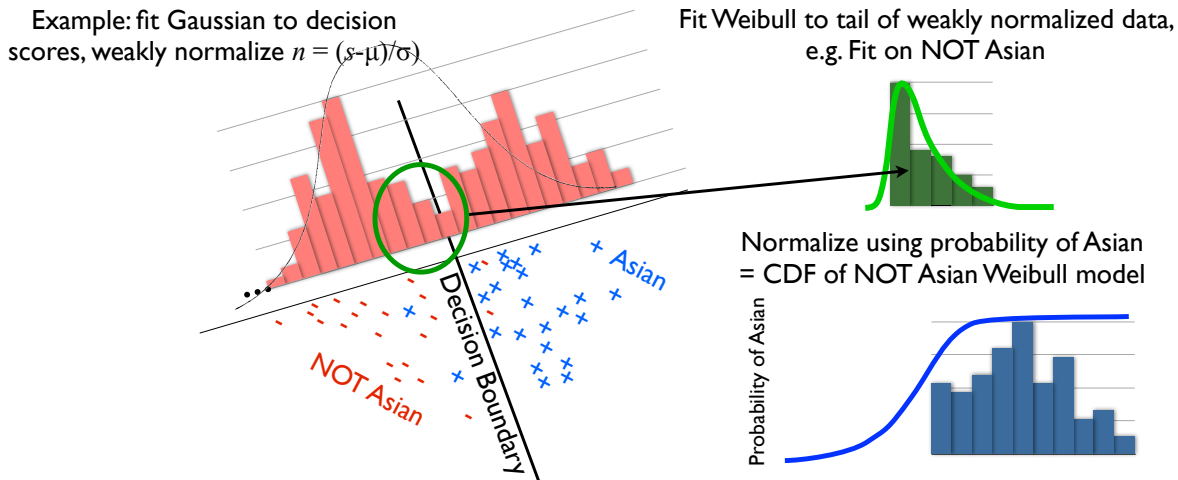 Example: fit Gaussian to decision
scores, weakly normalize n = (s-μ)/σ)
Fit Weibull to tail of weakly normalized data,
e.g. Fit on NOT Asian
Asian
NOT Asian
Decision Boundary
Normalize using probability of Asian
= CDF of NOT Asian Weibull model
Probability of Asian